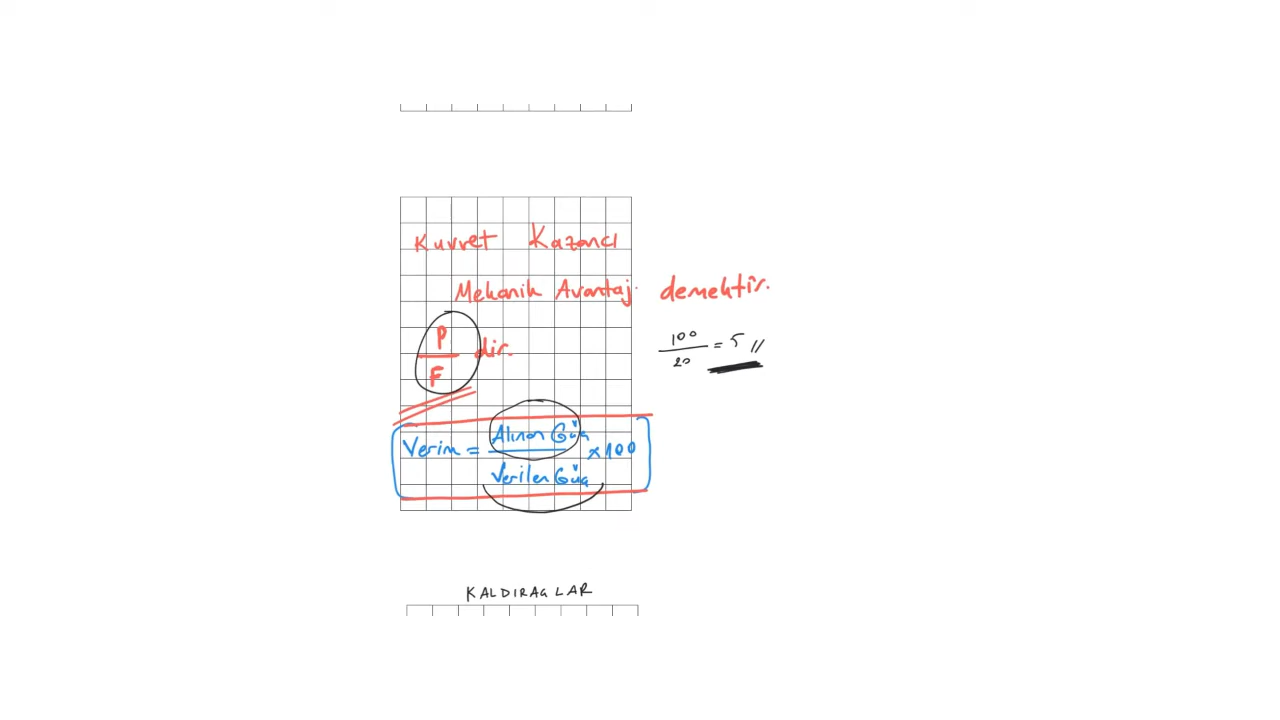 Kuvvet Kazancı
Mekanik Avantaj demektir.
P
F
dir.
100
20
= 5 //
Verim = Alınan Güç
Verilen Güç
x100
KALDIRAÇLAR